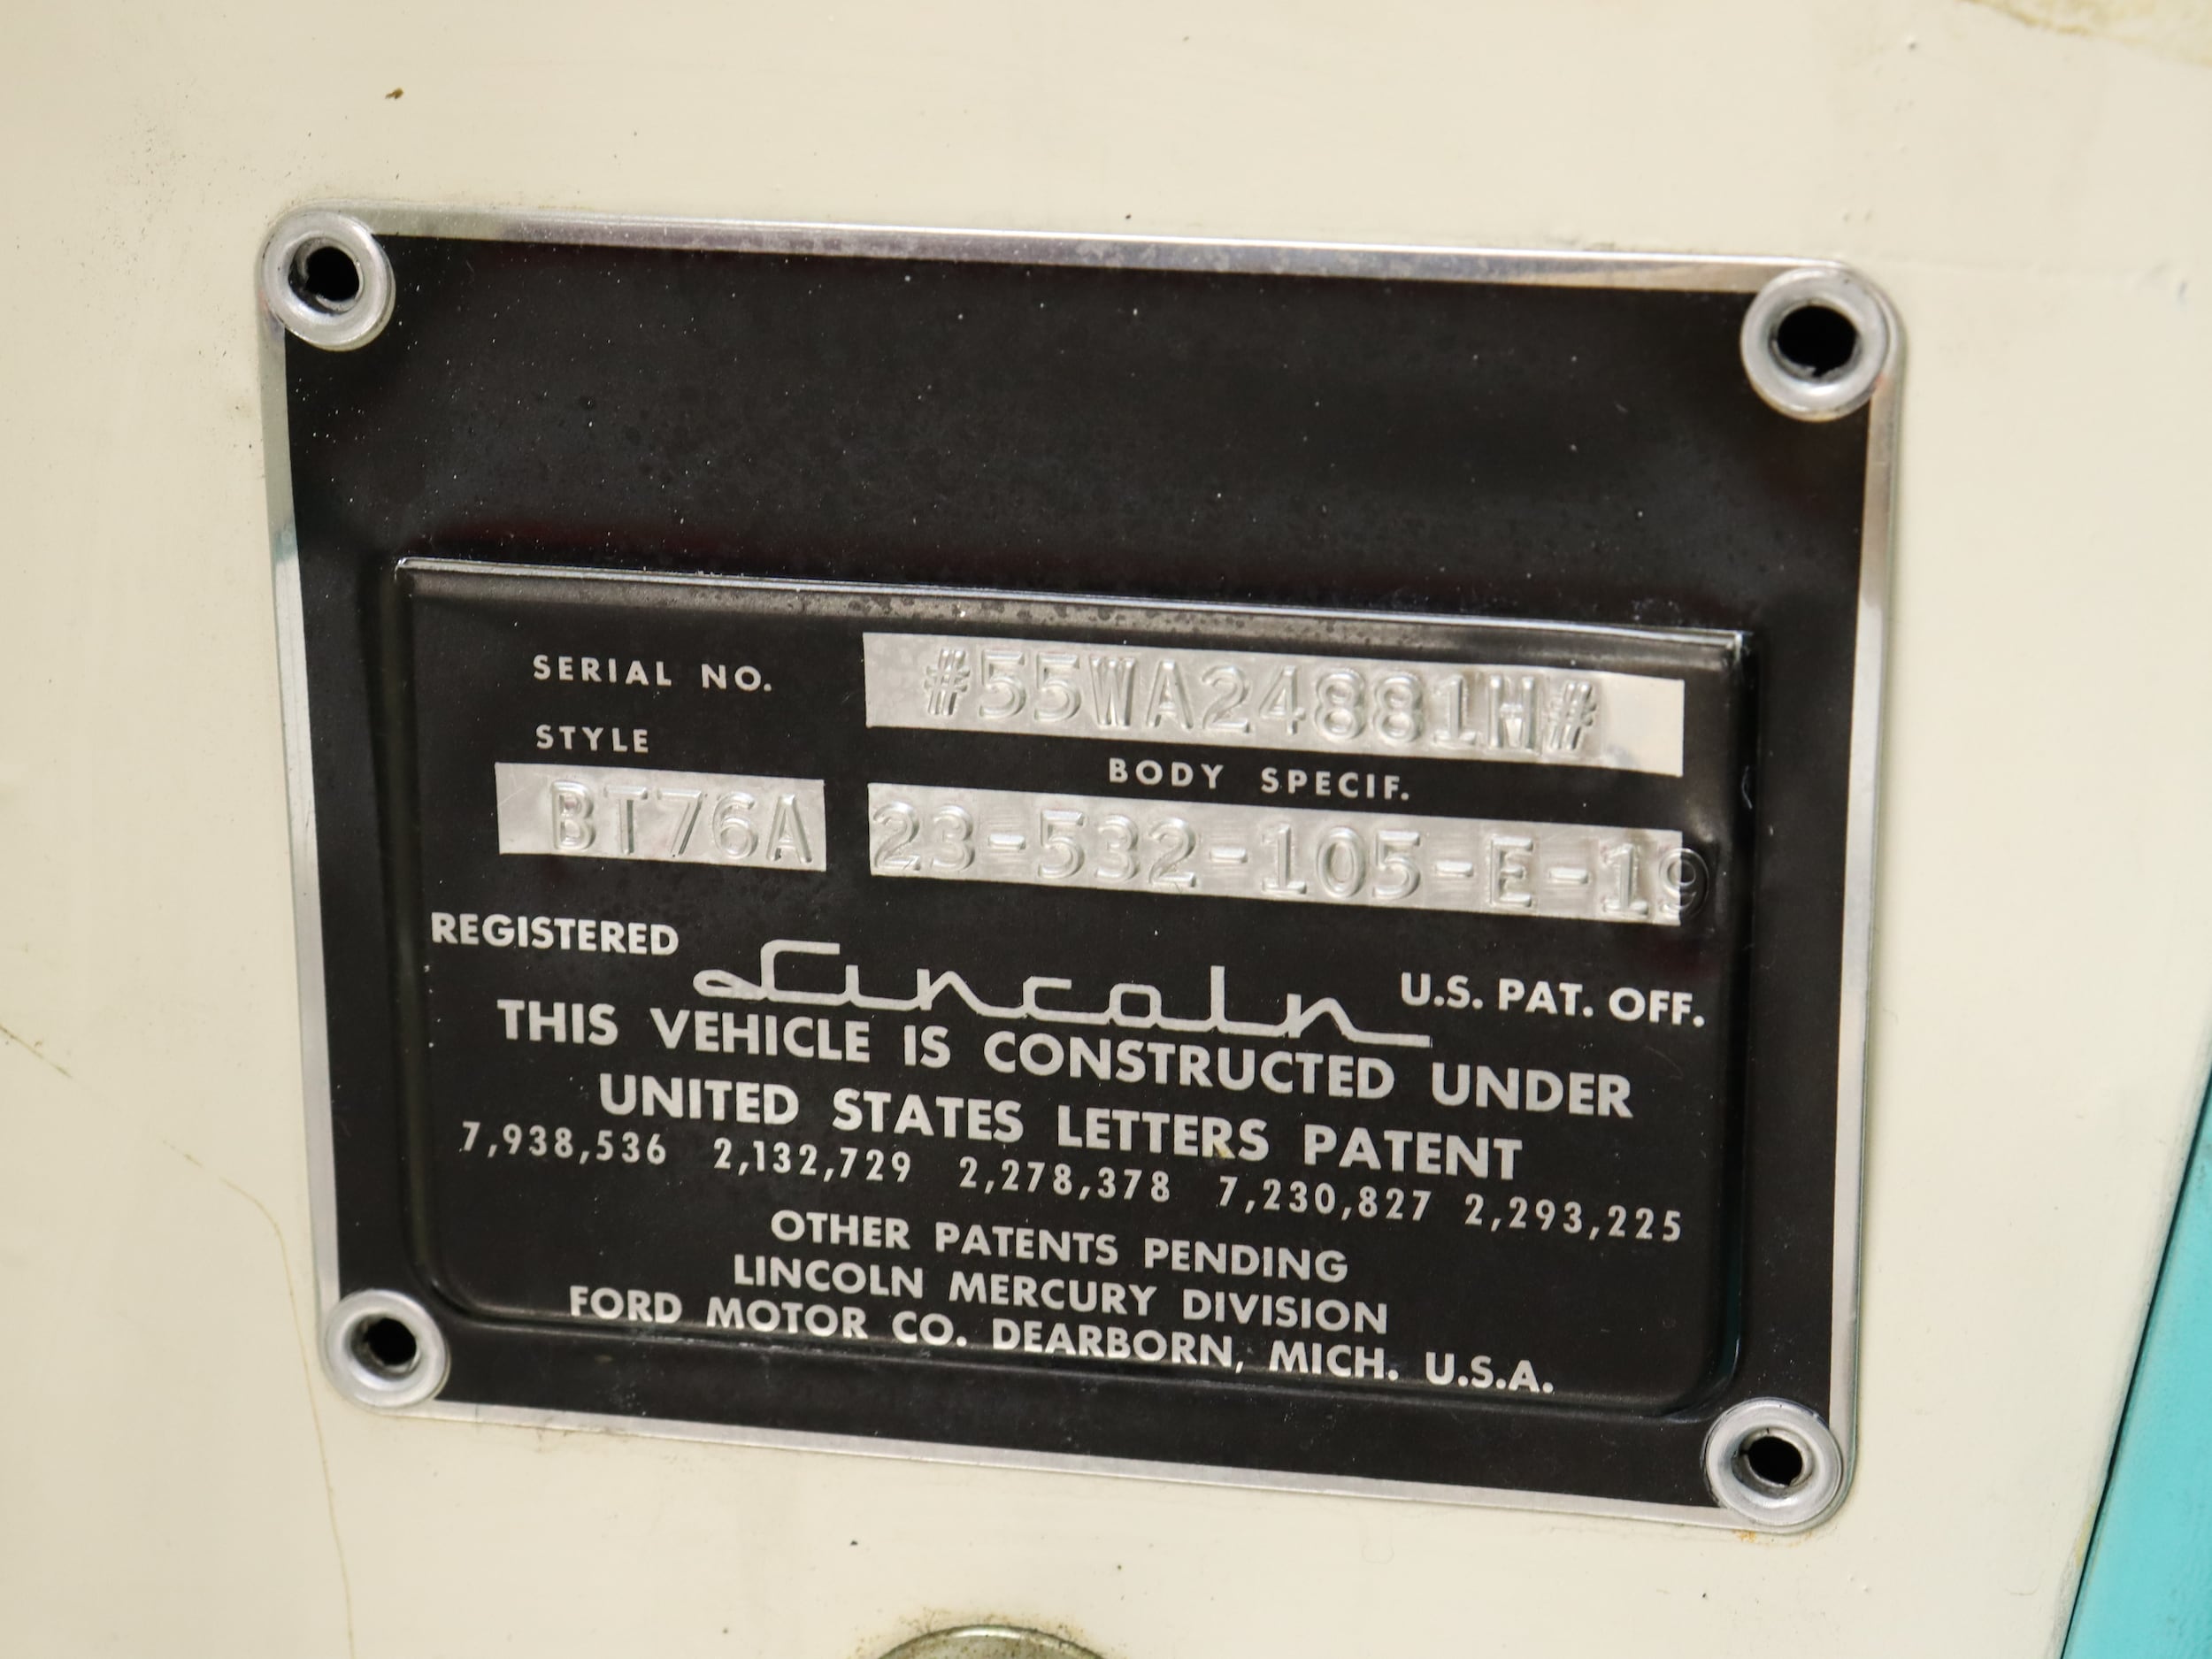 SERIAL NO. #55WA24881H#
STYLE
BODY SPECIF.
BT76A 23-532-105-E-19
REGISTERED Lincoln U.S. PAT. OFF.
THIS VEHICLE IS CONSTRUCTED UNDER
UNITED STATES LETTERS PATENT
7,938,536 2,132,729 2,278,378 7,230,827 2,293,225
OTHER PATENTS PENDING
LINCOLN MERCURY DIVISION
FORD MOTOR CO. DEARBORN, MICH. U.S.A.